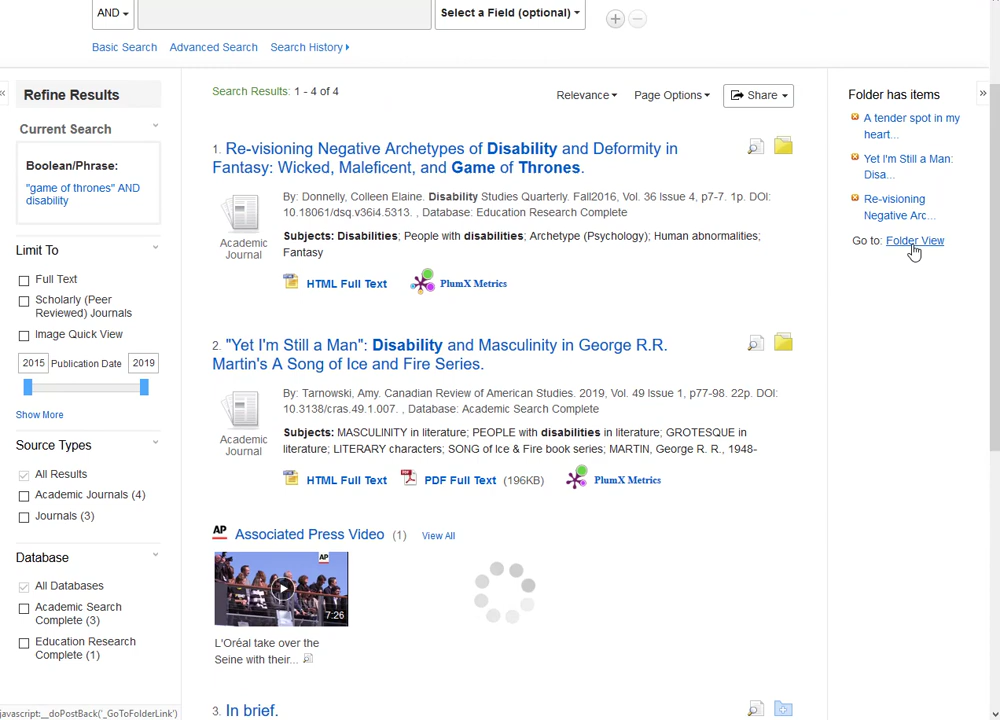 AND
Select a Field (optional)
Basic Search Advanced Search Search History
Refine Results
Current Search
Boolean/Phrase:
"game of thrones" AND
disability
Limit To
Full Text
Scholarly (Peer
Reviewed) Journals
Image Quick View
2015 Publication Date 2019
Show More
Source Types
All Results
Academic Journals (4)
Journals (3)
Database
All Databases
Academic Search
Complete (3)
Education Research
Complete (1)
Search Results: 1 - 4 of 4
Relevance Page Options Share
1. Re-visioning Negative Archetypes of Disability and Deformity in
Fantasy: Wicked, Maleficent, and Game of Thrones.
Academic
Journal
By: Donnelly, Colleen Elaine. Disability Studies Quarterly. Fall2016, Vol. 36 Issue 4, p7-7. 1p. DOI:
10.18061/dsq.v36i4.5313. , Database: Education Research Complete
Subjects: Disabilities; People with disabilities; Archetype (Psychology); Human abnormalities;
Fantasy
HTML Full Text PlumX Metrics
2. "Yet I'm Still a Man": Disability and Masculinity in George R.R.
Martin's A Song of Ice and Fire Series.
Academic
Journal
By: Tarnowski, Amy. Canadian Review of American Studies. 2019, Vol. 49 Issue 1, p77-98. 22p. DOI:
10.3138/cras.49.1.007. , Database: Academic Search Complete
Subjects: MASCULINITY in literature; PEOPLE with disabilities in literature; GROTESQUE in
literature; LITERARY characters; SONG of Ice & Fire book series; MARTIN, George R. R., 1948-
HTML Full Text PDF Full Text (196KB) PlumX Metrics
AP Associated Press Video (1) View All
AP
7:26
L'Oréal take over the
Seine with their...
3. In brief.
Folder has items
A tender spot in my
heart...
Yet I'm Still a Man:
Disa...
Re-visioning
Negative Arc...
Go to: Folder View
javascript:__doPostBack('_GoToFolderLink')